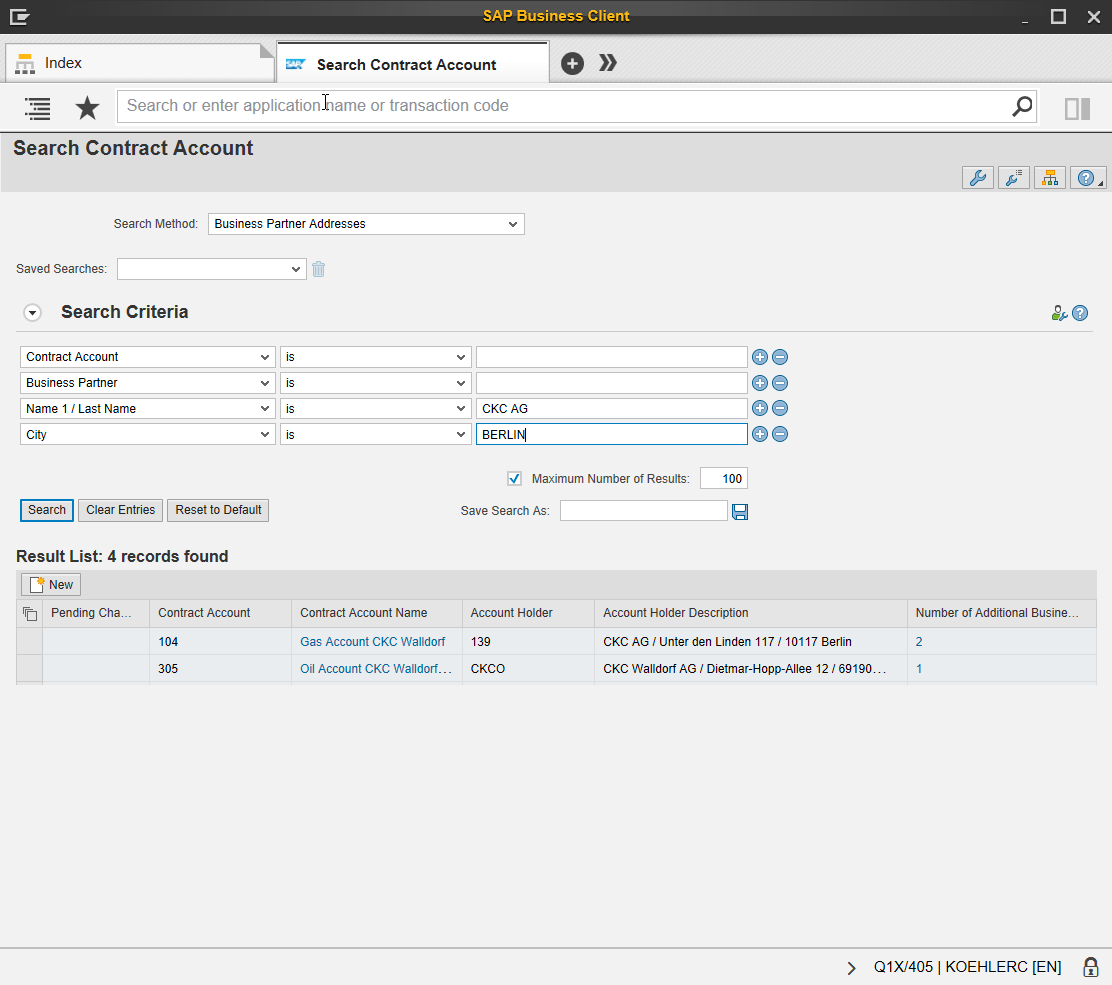 SAP Business Client
Index
SAP Search Contract Account
Search or enter application name or transaction code
Search Contract Account
Search Method: Business Partner Addresses
Saved Searches:
Search Criteria
Contract Account is
Business Partner is
Name 1 / Last Name is CKC AG
City is BERLIN
Maximum Number of Results: 100
Search Clear Entries Reset to Default Save Search As:
Result List: 4 records found
New
Pending Cha... Contract Account Contract Account Name Account Holder Account Holder Description Number of Additional Busine...
104 Gas Account CKC Walldorf 139 CKC AG / Unter den Linden 117 / 10117 Berlin 2
305 Oil Account CKC Walldorf... CKCO CKC Walldorf AG / Dietmar-Hopp-Allee 12 / 69190... 1
Q1X/405 | KOEHLERC [EN]